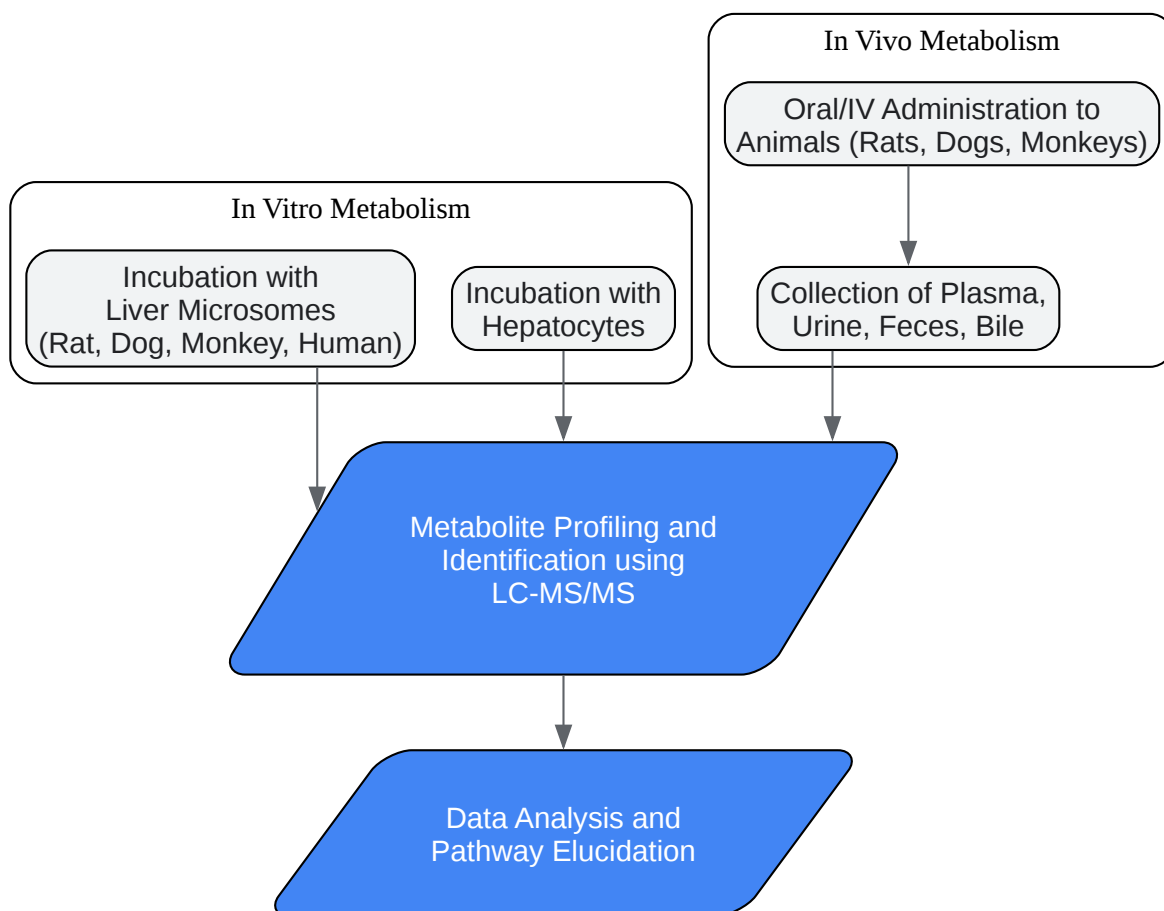 In Vivo Metabolism
Oral/IV Administration to
Animals (Rats, Dogs, Monkeys)
In Vitro Metabolism
Incubation with
Liver Microsomes
(Rat, Dog, Monkey, Human)
Incubation with
Hepatocytes
Collection of Plasma,
Urine, Feces, Bile
Metabolite Profiling and
Identification using
LC-MS/MS
Data Analysis and
Pathway Elucidation